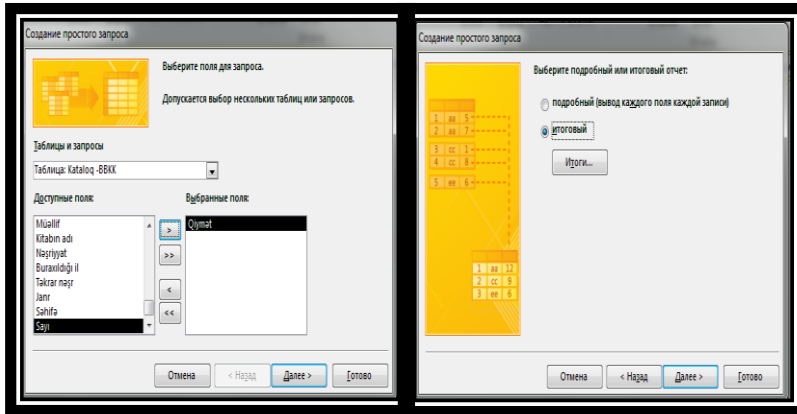 Создание простого запроса
Выберите поля для запроса.
Допускается выбор нескольких таблиц или запросов.
Таблицы и запросы
Таблица: Kataloq -BBKK
Доступные поля:
Выбранные поля:
Müəllif
Kitabın adı
Nəşriyyat
Buraxıldığı il
Təkrar nəşr
Janr
Səhifə
Sayı
>
>>
<
<<
Qiymət
Отмена
< Назад
Далее >
Готово
Создание простого запроса
Выберите подробный или итоговый отчет:
подробный (вывод каждого поля каждой записи)
итоговый
Итоги...
1 aa 5
2 aa 7
3 cc 1
4 cc 8
5 ee 6
1 aa 12
2 cc 9
3 ee 6
Отмена
< Назад
Далее >
Готово